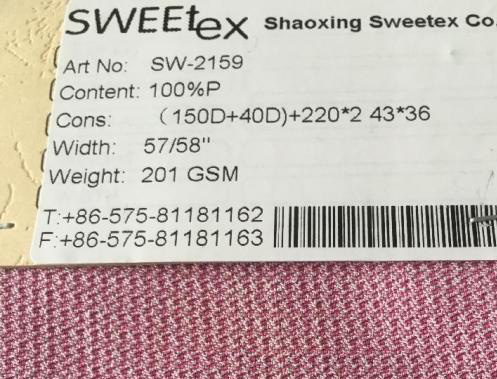 SWEEtex Shaoxing Sweetex Co.
Art No: SW-2159
Content: 100%P
Cons: （150D+40D)+220*2 43*36
Width: 57/58"
Weight: 201 GSM
T:+86-575-81181162
F:+86-575-81181163